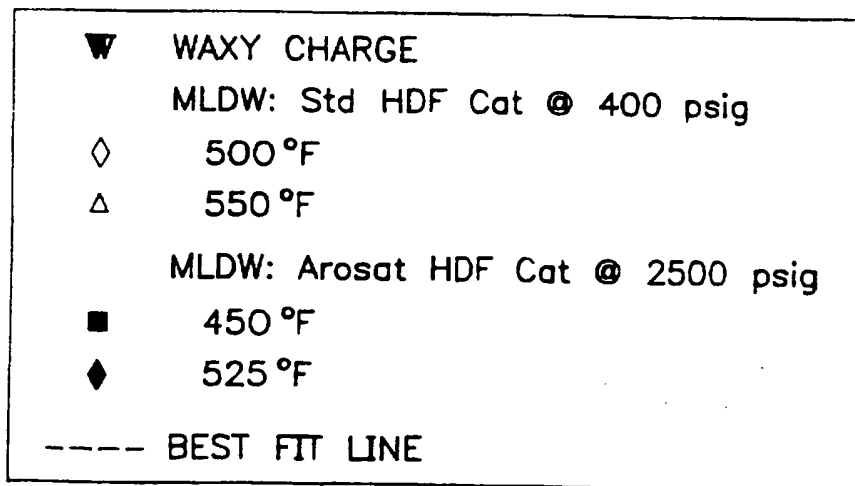 WAXY CHARGE
MLDW: Std HDF Cat @ 400 psig
500°F
550°F
MLDW: Arosat HDF Cat @ 2500 psig
450°F
525°F
---- BEST FIT LINE